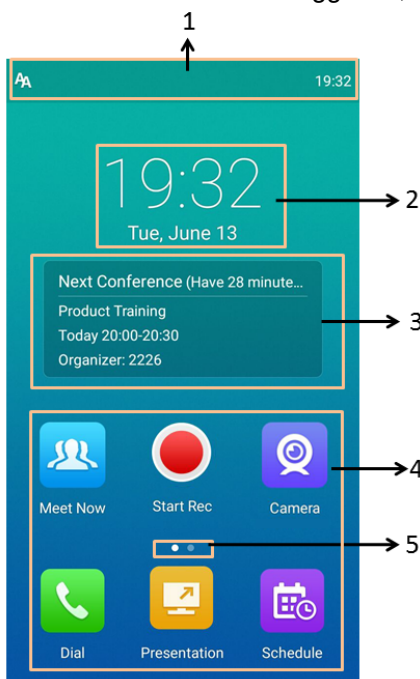 1
AA 19:32
19:32
2
Tue, June 13
Next Conference (Have 28 minute...
Product Training
3
Today 20:00-20:30
Organizer: 2226
4
Meet Now Start Rec Camera
5
Dial Presentation Schedule